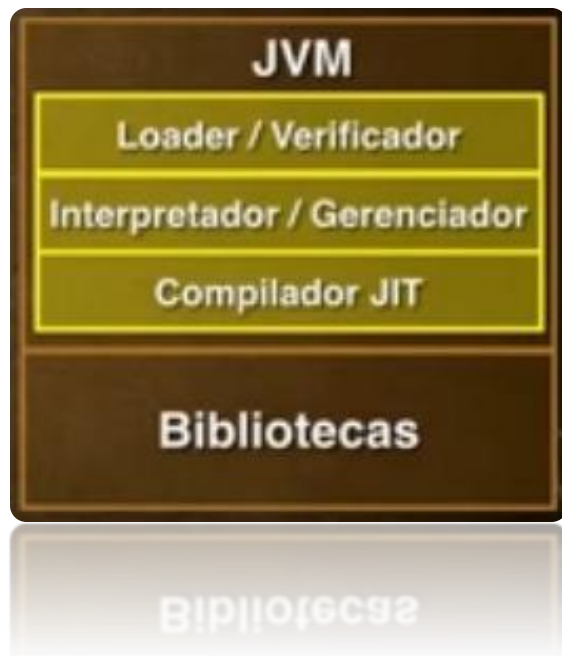 JVM
Loader / Verificador
Interpretador / Gerenciador
Compilador JIT
Bibliotecas